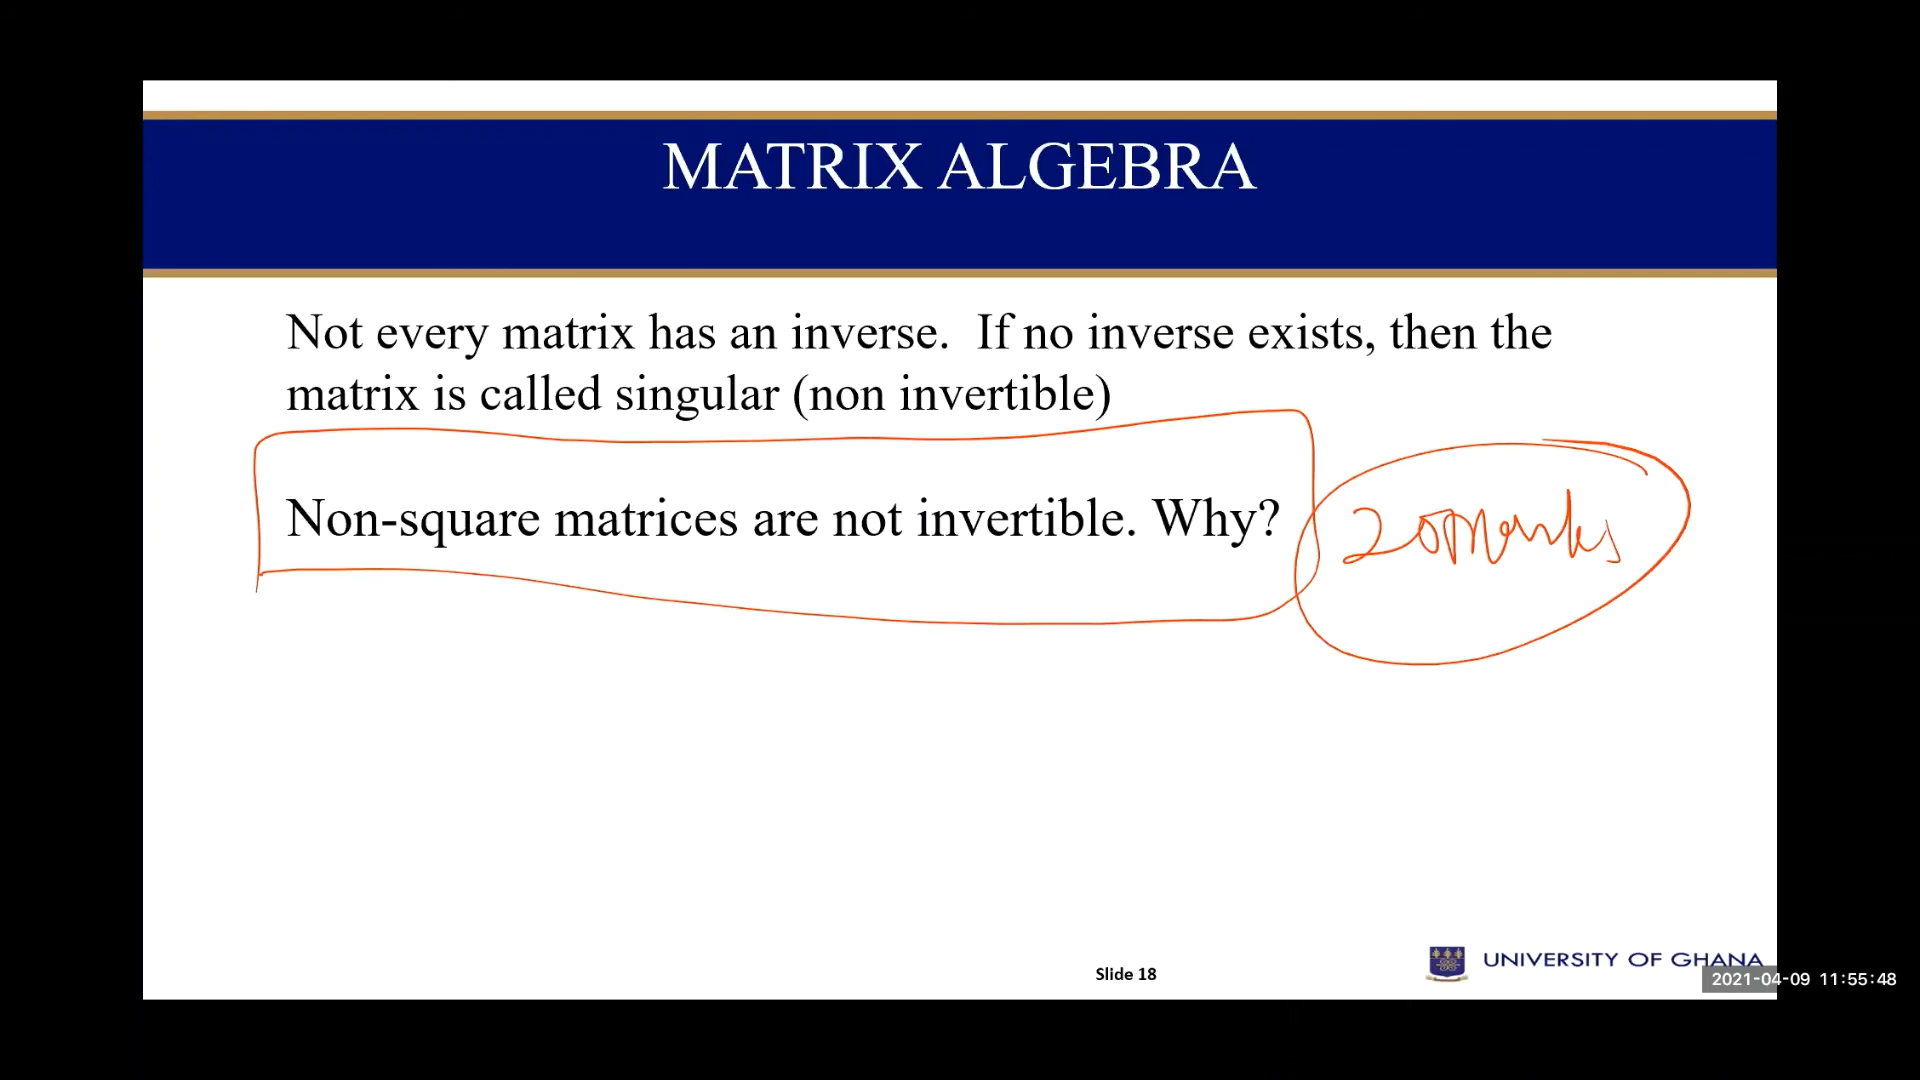 MATRIX ALGEBRA
Not every matrix has an inverse.  If no inverse exists, then the
matrix is called singular (non invertible)
Non-square matrices are not invertible. Why?
20 marks
Slide 18
UNIVERSITY OF GHANA
2021-04-09 11:55:48